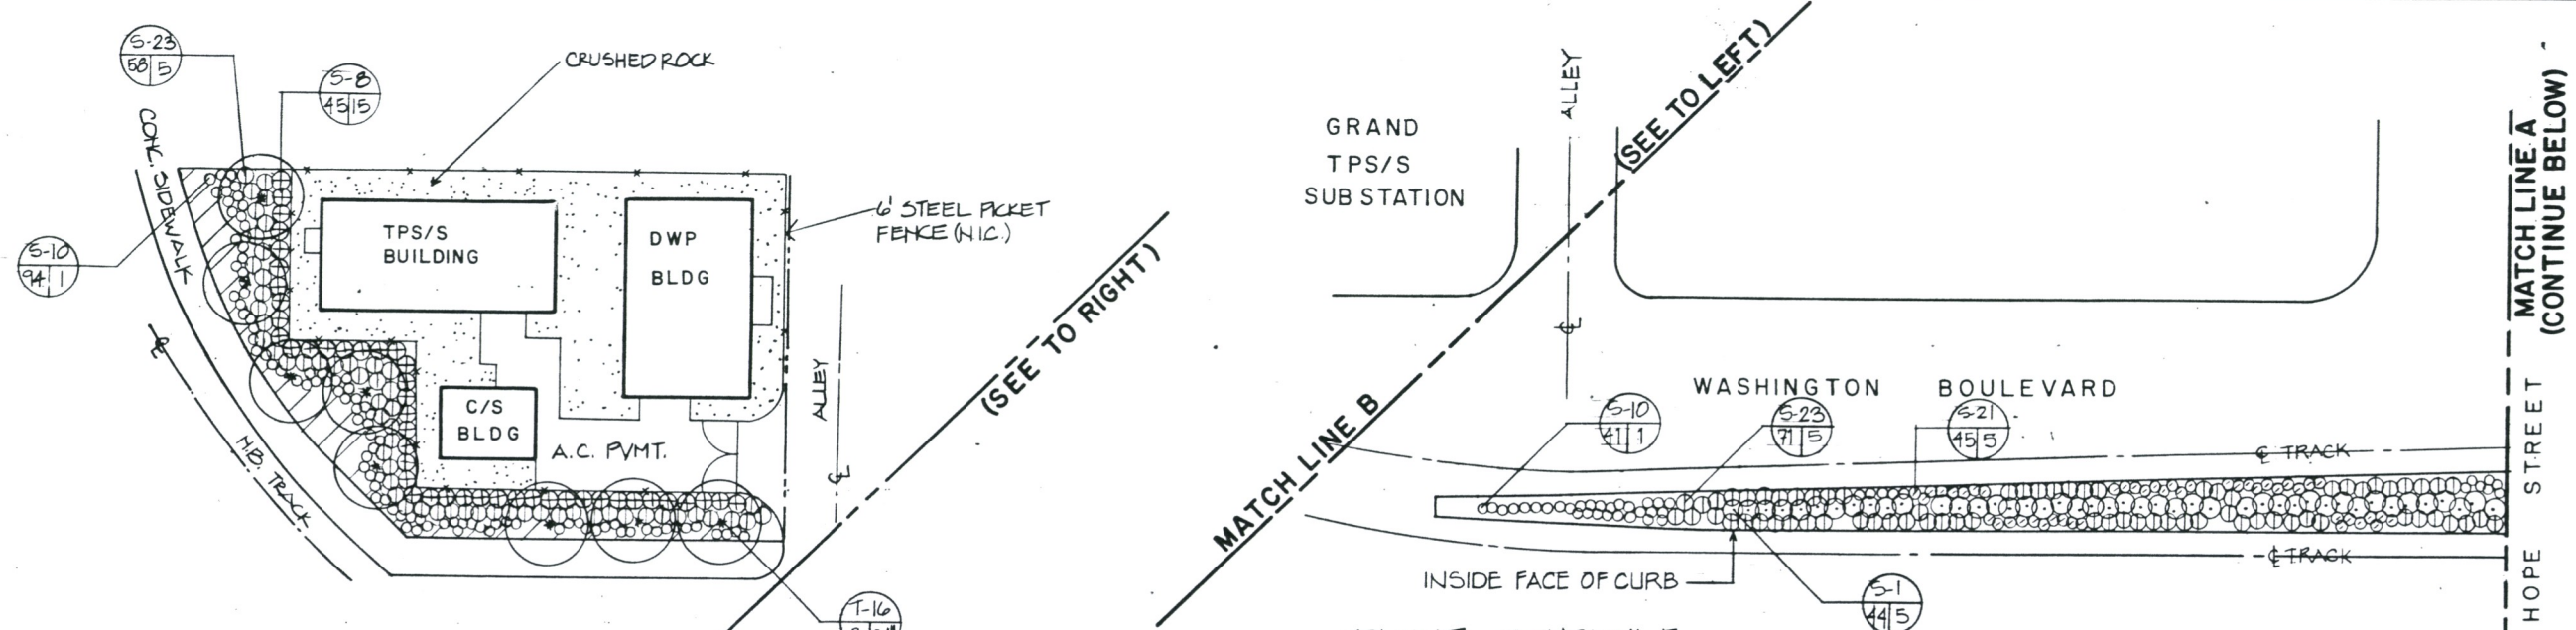 S-23
58 5
S-8
45 15
CRUSHED ROCK
CONC. SIDEWALK
S-10
94 1
TPS/S
BUILDING
DWP
BLDG
6' STEEL PICKET
FENCE (N.I.C.)
C/S
BLDG
A.C. PVMT.
ALLEY
℄
℄
N.B. TRACK
T-16
(SEE TO RIGHT)
MATCH LINE B
(SEE TO LEFT)
GRAND
TPS/S
SUBSTATION
ALLEY
℄
WASHINGTON BOULEVARD
S-10
41 1
S-23
71 5
S-21
45 5
℄ TRACK
℄ TRACK
INSIDE FACE OF CURB
S-1
44 5
MATCH LINE A
(CONTINUE BELOW)
HOPE STREET